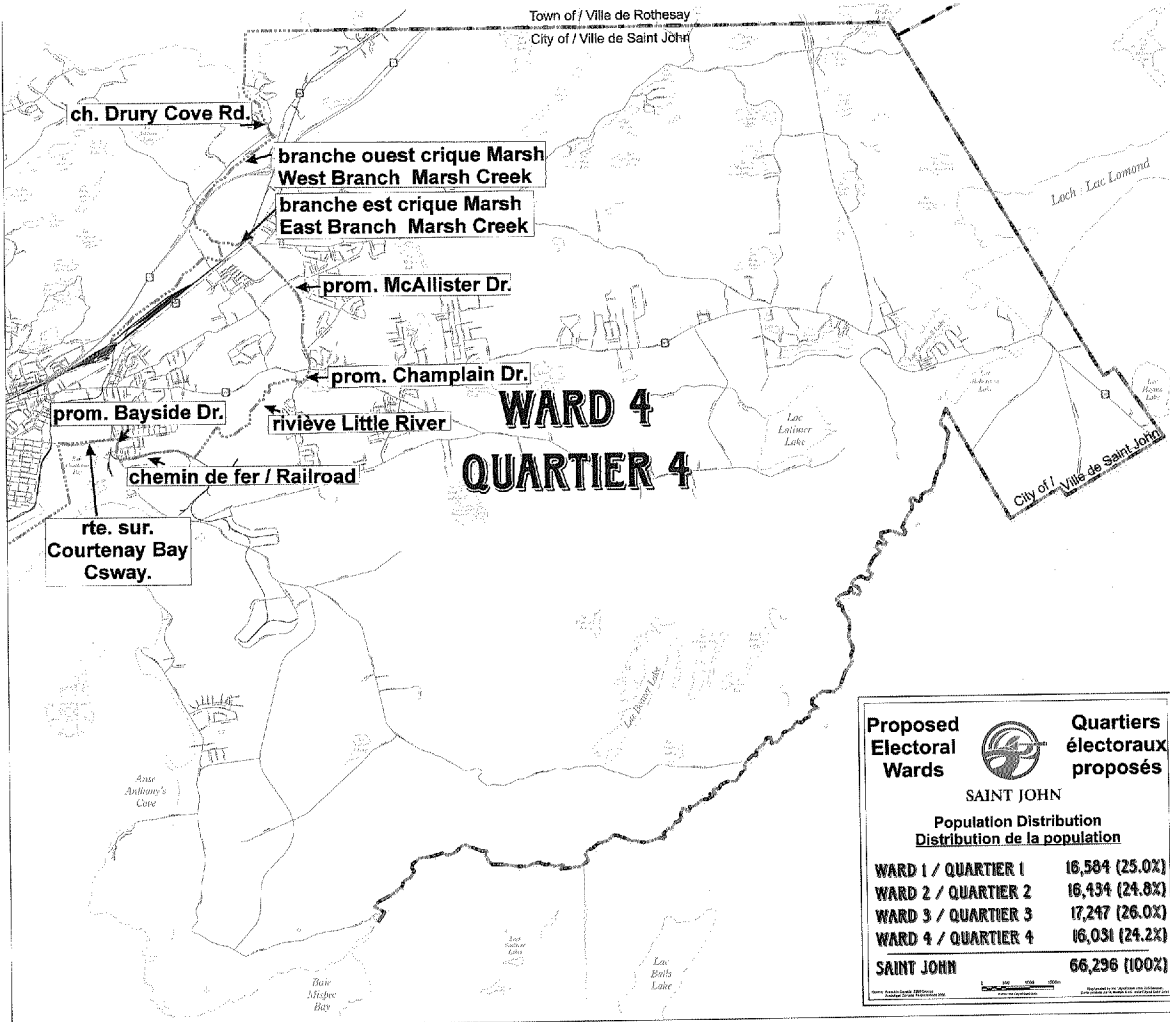 Town of / Ville de Rothesay
City of / Ville de Saint John
ch. Drury Cove Rd.
branche ouest crique Marsh
West Branch Marsh Creek
branche est crique Marsh
East Branch Marsh Creek
Loch / Lac Lomond
prom. McAllister Dr.
prom. Champlain Dr.
WARD 4
QUARTIER 4
prom. Bayside Dr.
rivière Little River
Lac
Latimer
Lake
chemin de fer / Railroad
City of / Ville de Saint John
rte. sur.
Courtenay Bay
Csway.
Anse
Anthony's
Cove
Baie
Mispec
Bay
Lac
Balls
Lake
Proposed
Electoral
Wards
Quartiers
électoraux
proposés
SAINT JOHN
Population Distribution
Distribution de la population
WARD 1 / QUARTIER 1 16,584 (25.0%)
WARD 2 / QUARTIER 2 16,434 (24.8%)
WARD 3 / QUARTIER 3 17,247 (26.0%)
WARD 4 / QUARTIER 4 16,031 (24.2%)
SAINT JOHN 66,296 (100%)